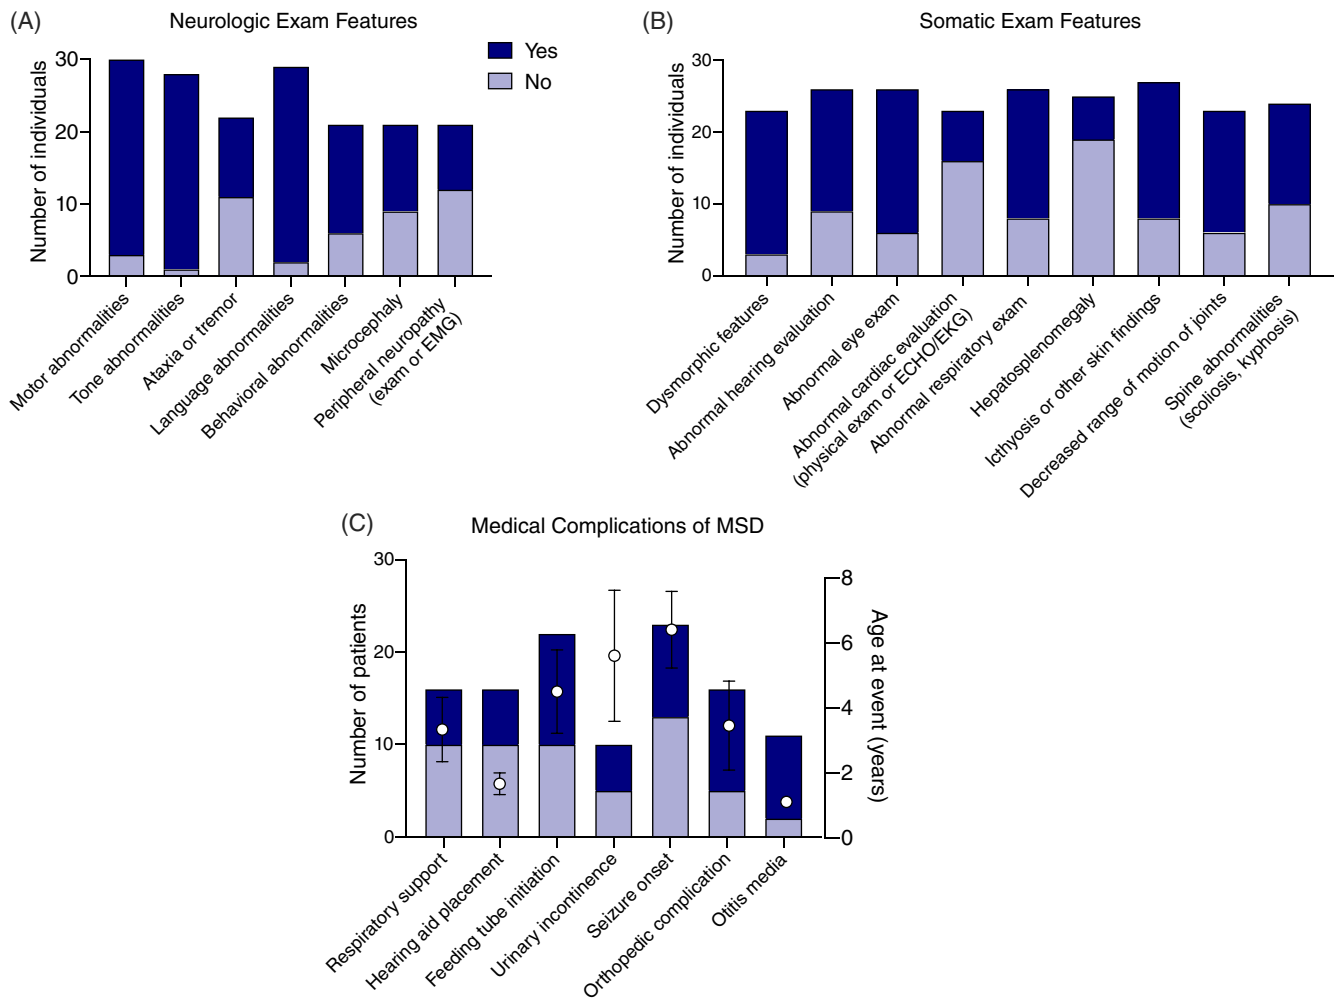 (A)
Neurologic Exam Features
Yes
No
Number of individuals
30
20
10
0
Motor abnormalities
Tone abnormalities
Ataxia or tremor
Language abnormalities
Behavioral abnormalities
Microcephaly
Peripheral neuropathy
(exam or EMG)
(B)
Somatic Exam Features
Number of individuals
30
20
10
0
Dysmorphic features
Abnormal hearing evaluation
Abnormal eye exam
Abnormal cardiac evaluation
(physical exam or ECHO/EKG)
Abnormal respiratory exam
Hepatosplenomegaly
Icthyosis or other skin findings
Decreased range of motion of joints
Spine abnormalities
(scoliosis, kyphosis)
(C)
Medical Complications of MSD
Number of patients
30
20
10
0
8
6
4
2
0
Age at event (years)
Respiratory support
Hearing aid placement
Feeding tube initiation
Urinary incontinence
Seizure onset
Orthopedic complication
Otitis media